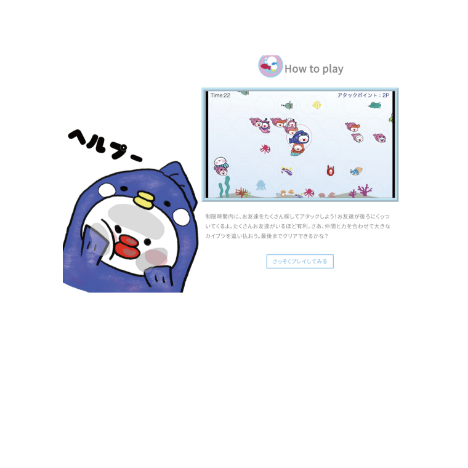 How to play
Time:22
アタックポイント:2P
ヘルプー
制限時間内に、お友達をたくさん探してアタックしよう!お友達が後ろにくっつ
いてくるよ。たくさんお友達がいるほど有利。さあ、仲間と力を合わせて大きな
カイブツを追い払おう。最後までクリアできるかな?
さっそくプレイしてみる